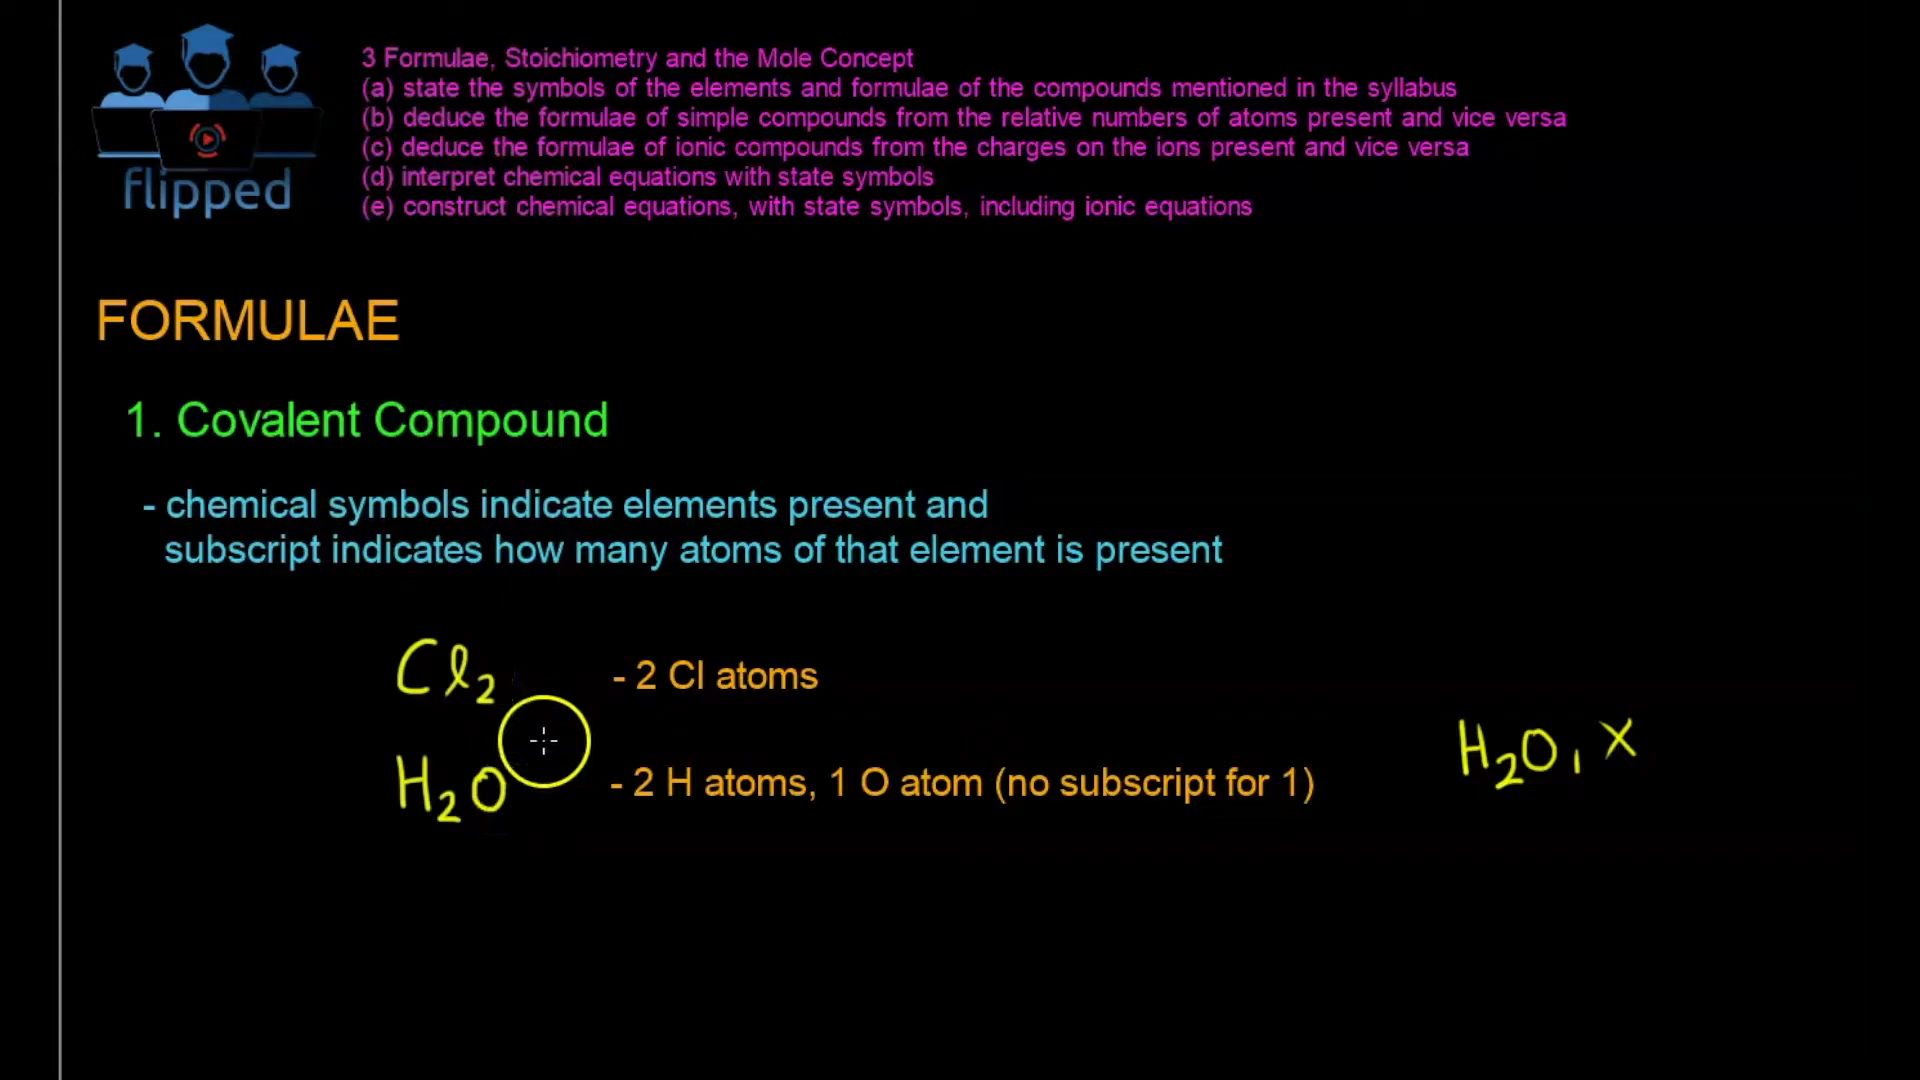 3 Formulae, Stoichiometry and the Mole Concept
(a) state the symbols of the elements and formulae of the compounds mentioned in the syllabus
(b) deduce the formulae of simple compounds from the relative numbers of atoms present and vice versa
(c) deduce the formulae of ionic compounds from the charges on the ions present and vice versa
(d) interpret chemical equations with state symbols
(e) construct chemical equations, with state symbols, including ionic equations
flipped
FORMULAE
1. Covalent Compound
- chemical symbols indicate elements present and
subscript indicates how many atoms of that element is present
Cl₂ - 2 Cl atoms
H₂O - 2 H atoms, 1 O atom (no subscript for 1)
H₂O₁ X